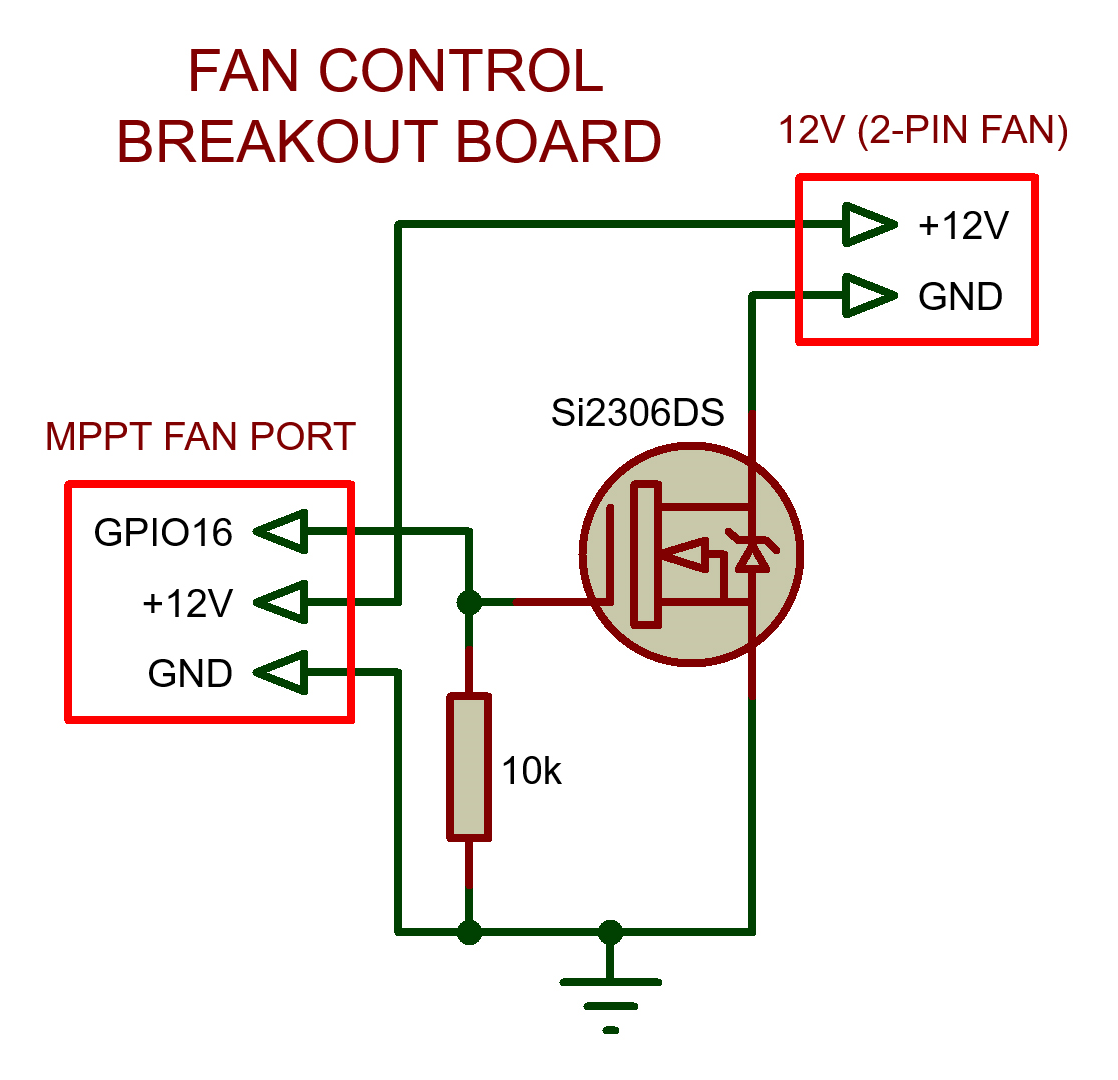 FAN CONTROL
BREAKOUT BOARD
12V (2-PIN FAN)
+12V
GND
Si2306DS
MPPT FAN PORT
GPIO16
+12V
GND
10k